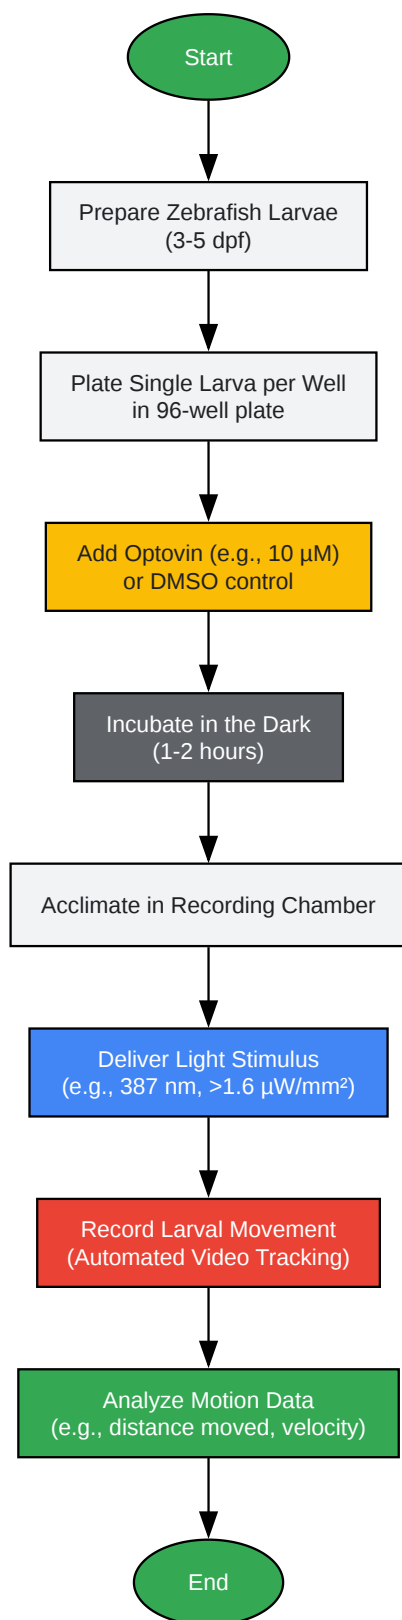 Start
Prepare Zebrafish Larvae
(3-5 dpf)
Plate Single Larva per Well
in 96-well plate
Add Optovin (e.g., 10 µM)
or DMSO control
Incubate in the Dark
(1-2 hours)
Acclimate in Recording Chamber
Deliver Light Stimulus
(e.g., 387 nm, >1.6 µW/mm²)
Record Larval Movement
(Automated Video Tracking)
Analyze Motion Data
(e.g., distance moved, velocity)
End